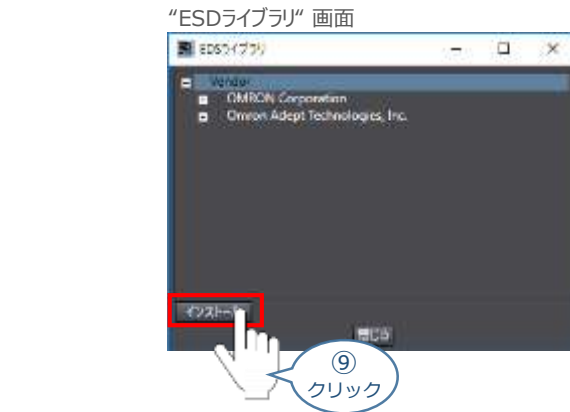 “ESDライブラリ“ 画面
EDSライブラリ
Vendor
OMRON Corporation
Omron Adept Technologies, Inc.
インストール
閉じる
⑨
クリック